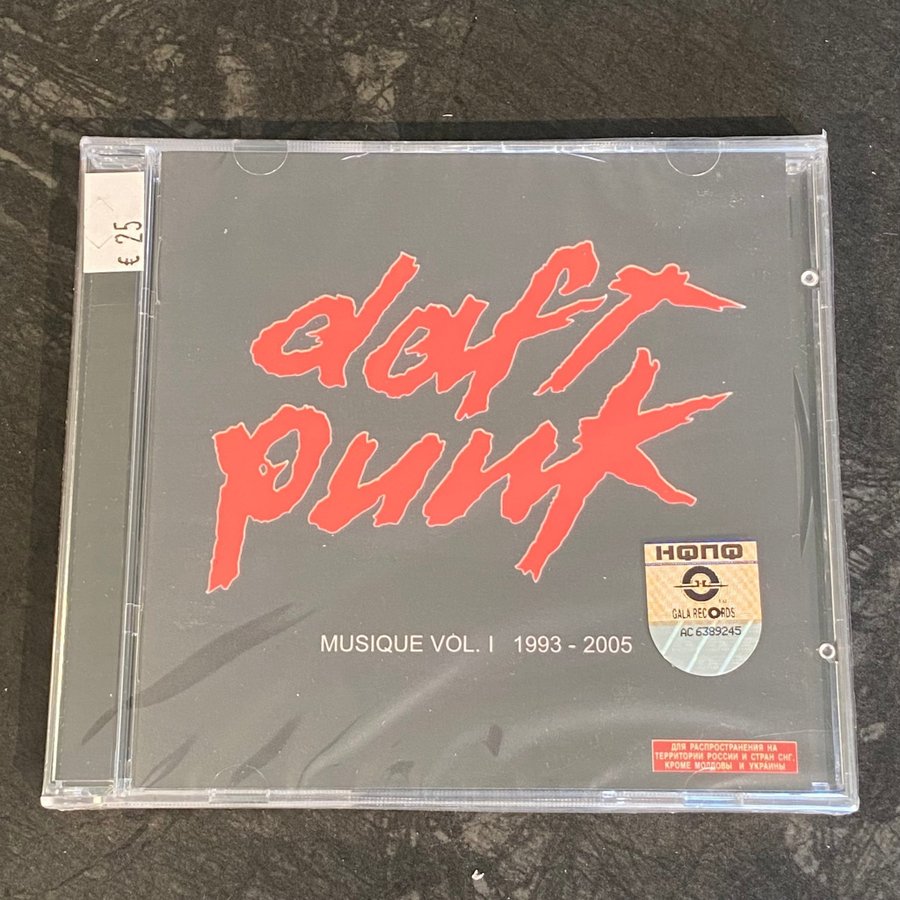 € 25
daft
punk
HQПQ
GALA RECORDS
AC 6389245
MUSIQUE VOL. I 1993 - 2005
ДЛЯ РАСПРОСТРАНЕНИЯ НА
ТЕРРИТОРИИ РОССИИ И СТРАН СНГ,
КРОМЕ МОЛДОВЫ И УКРАИНЫ